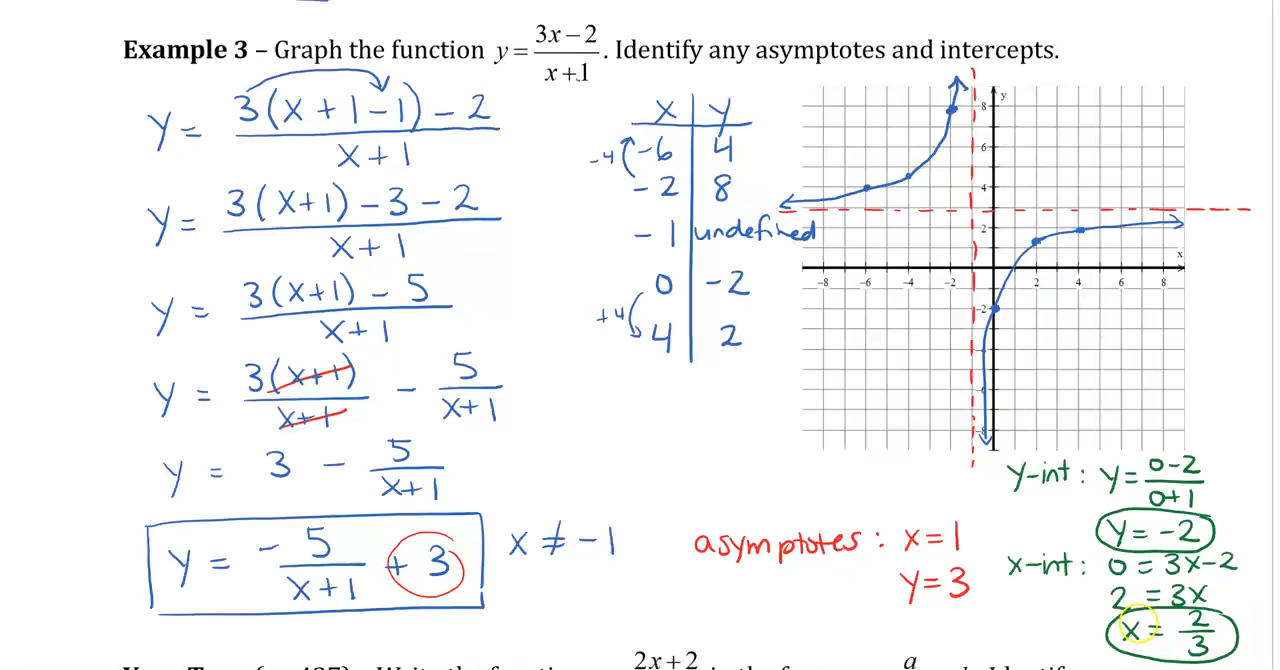 Example 3 – Graph the function y = (3x – 2)/(x + 1). Identify any asymptotes and intercepts.
y = (3(x + 1 – 1) – 2)/(x + 1)
y = (3(x+1) – 3 – 2)/(x + 1)
y = (3(x+1) – 5)/(x + 1)
y = 3(x+1)/(x+1) – 5/(x+1)
y = 3 – 5/(x+1)
y = –5/(x+1) + 3
x ≠ –1
x y
–4 –6 4
–2 8
–1 undefined
0 –2
+4 4 2
y
8
6
4
2
x
–8 –6 –4 –2 2 4 6 8
–2
–4
–6
–8
asymptotes: x = 1
y = 3
y-int: y = (0–2)/(0+1)
y = –2
x-int: 0 = 3x–2
2 = 3x
x = 2/3
2x+2
a